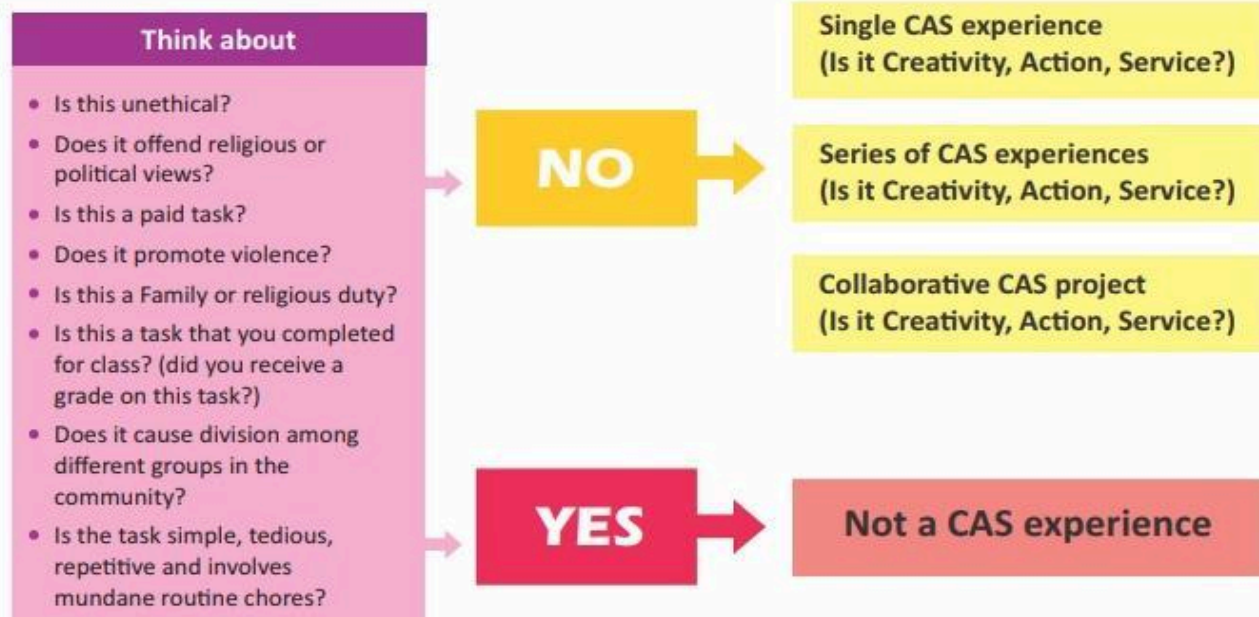 Think about
• Is this unethical?
• Does it offend religious or
political views?
• Is this a paid task?
• Does it promote violence?
• Is this a Family or religious duty?
• Is this a task that you completed
for class? (did you receive a
grade on this task?)
• Does it cause division among
different groups in the
community?
• Is the task simple, tedious,
repetitive and involves
mundane routine chores?
NO
Single CAS experience
(Is it Creativity, Action, Service?)
Series of CAS experiences
(Is it Creativity, Action, Service?)
Collaborative CAS project
(Is it Creativity, Action, Service?)
YES
Not a CAS experience